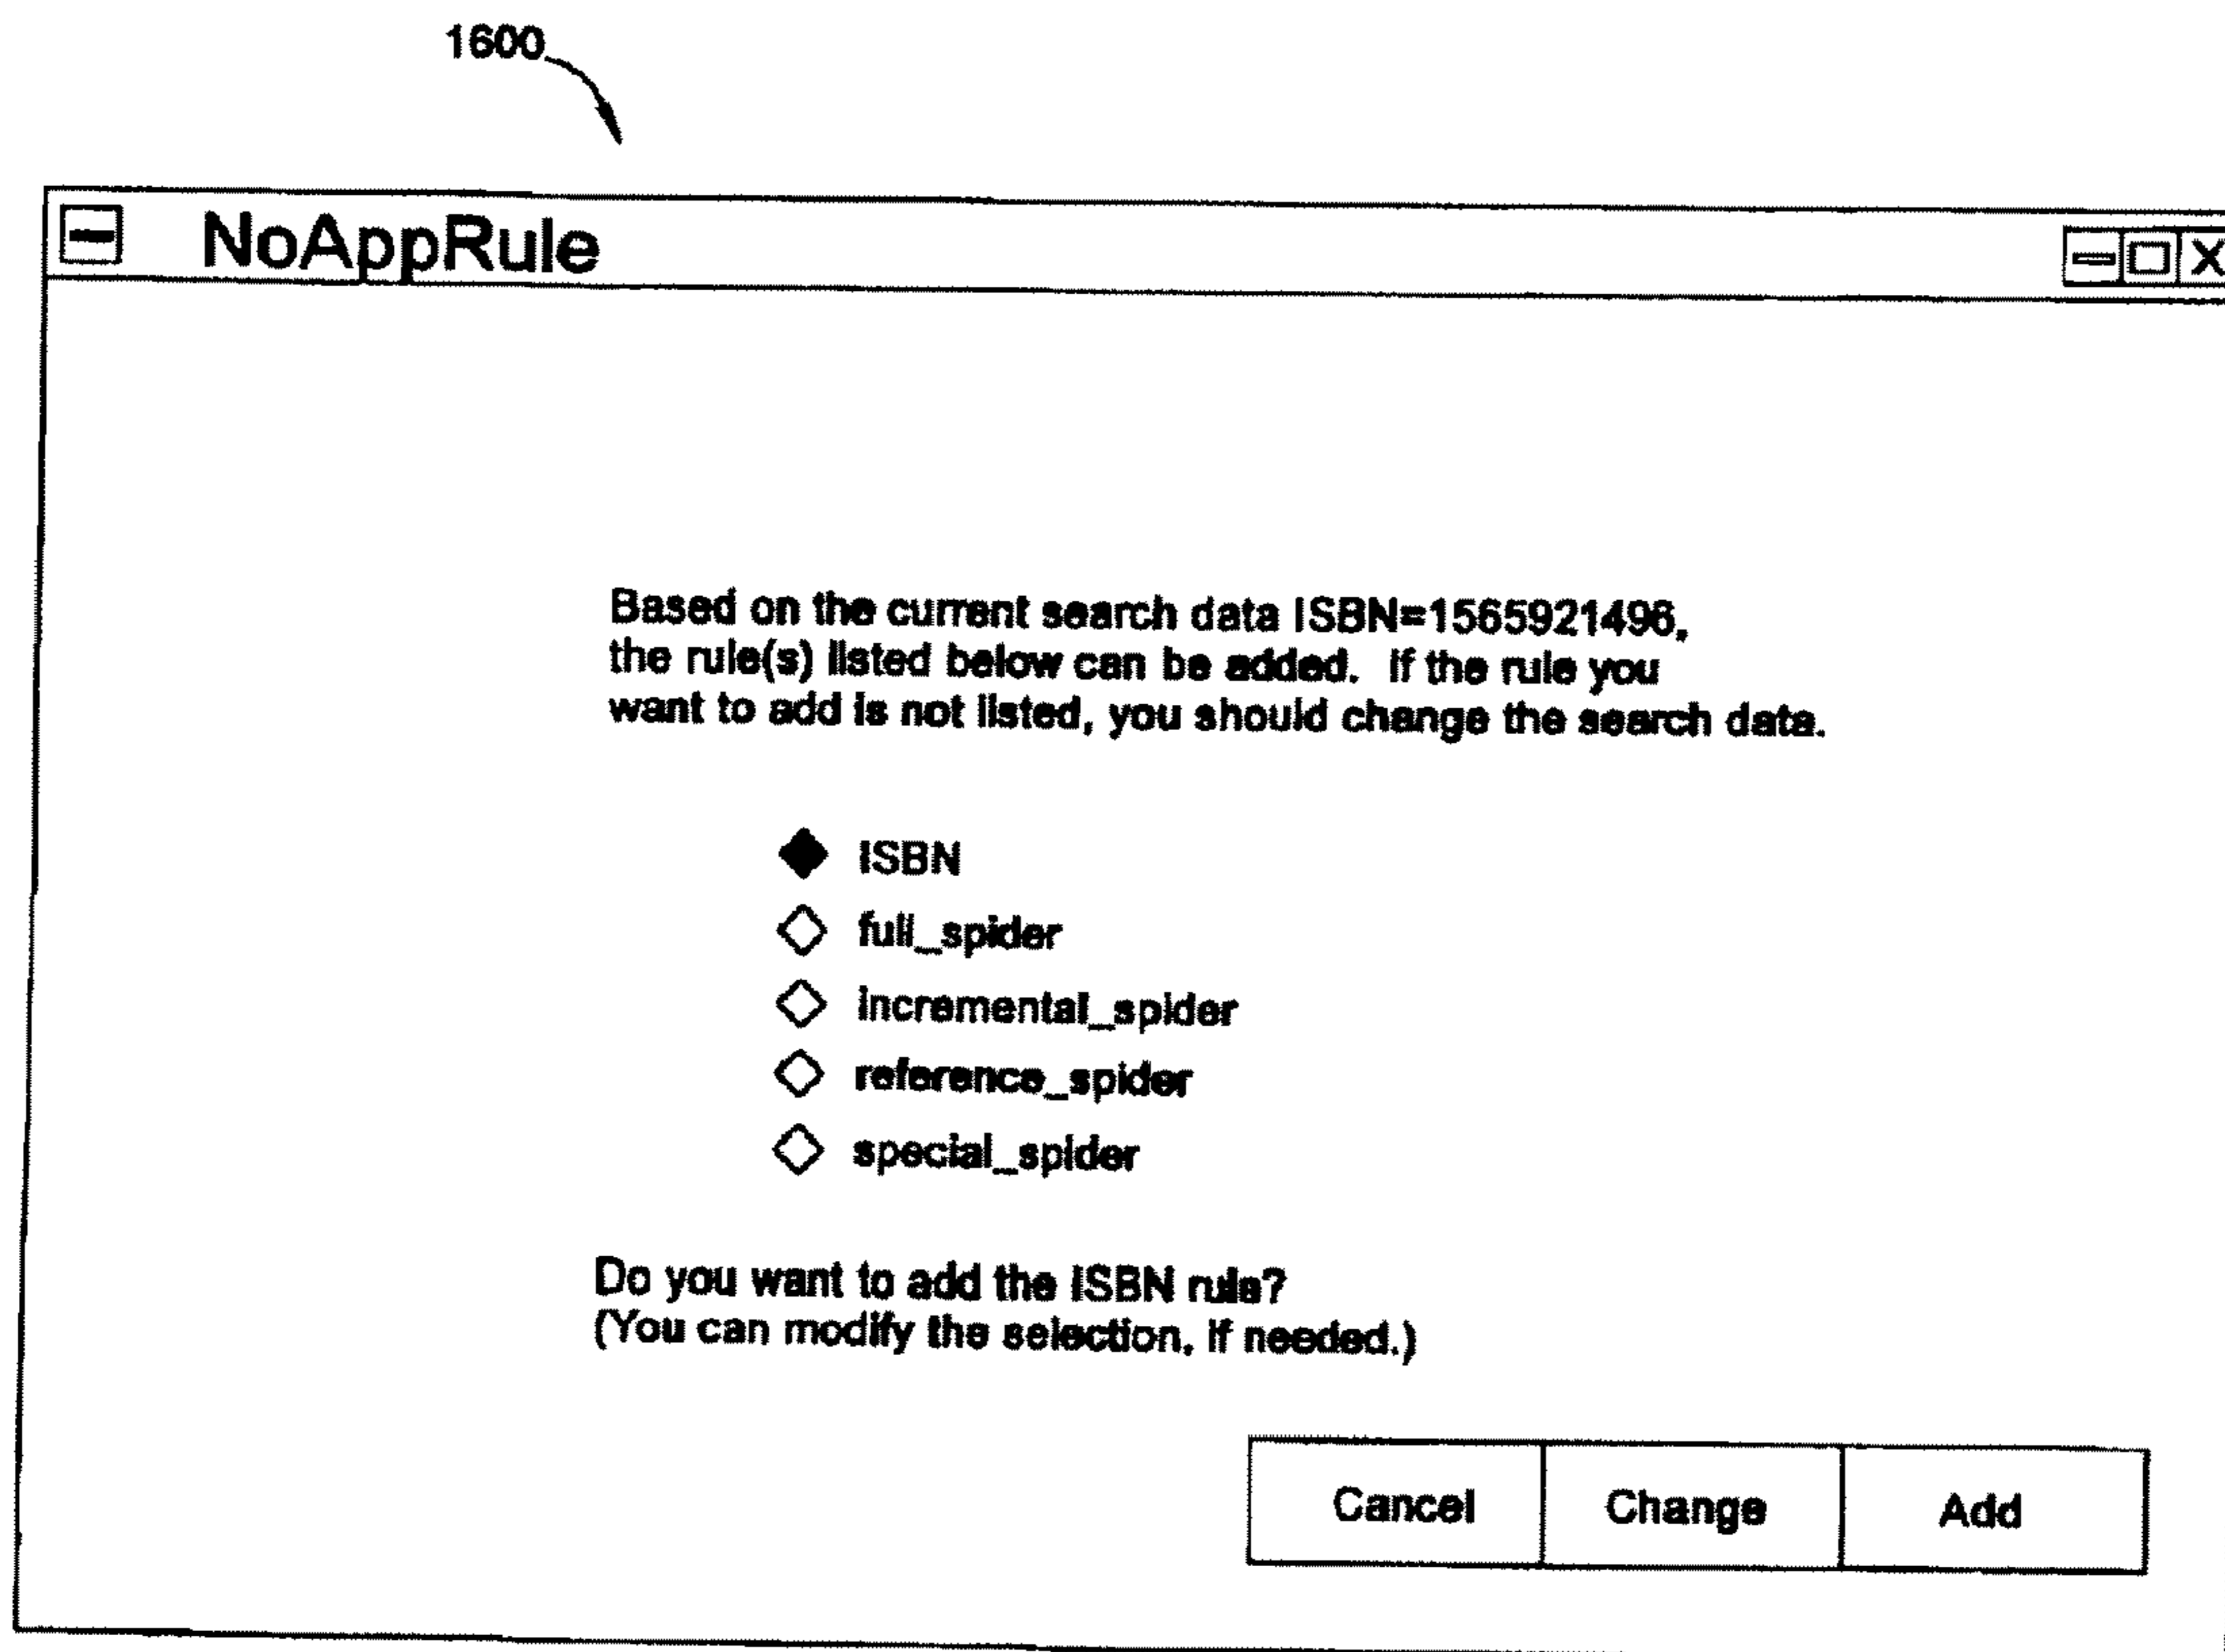 1600
NoAppRule
Based on the current search data ISBN=1565921496,
the rule(s) listed below can be added. If the rule you
want to add is not listed, you should change the search data.
ISBN
full_spider
incremental_spider
reference_spider
special_spider
Do you want to add the ISBN rule?
(You can modify the selection, if needed.)
Cancel Change Add